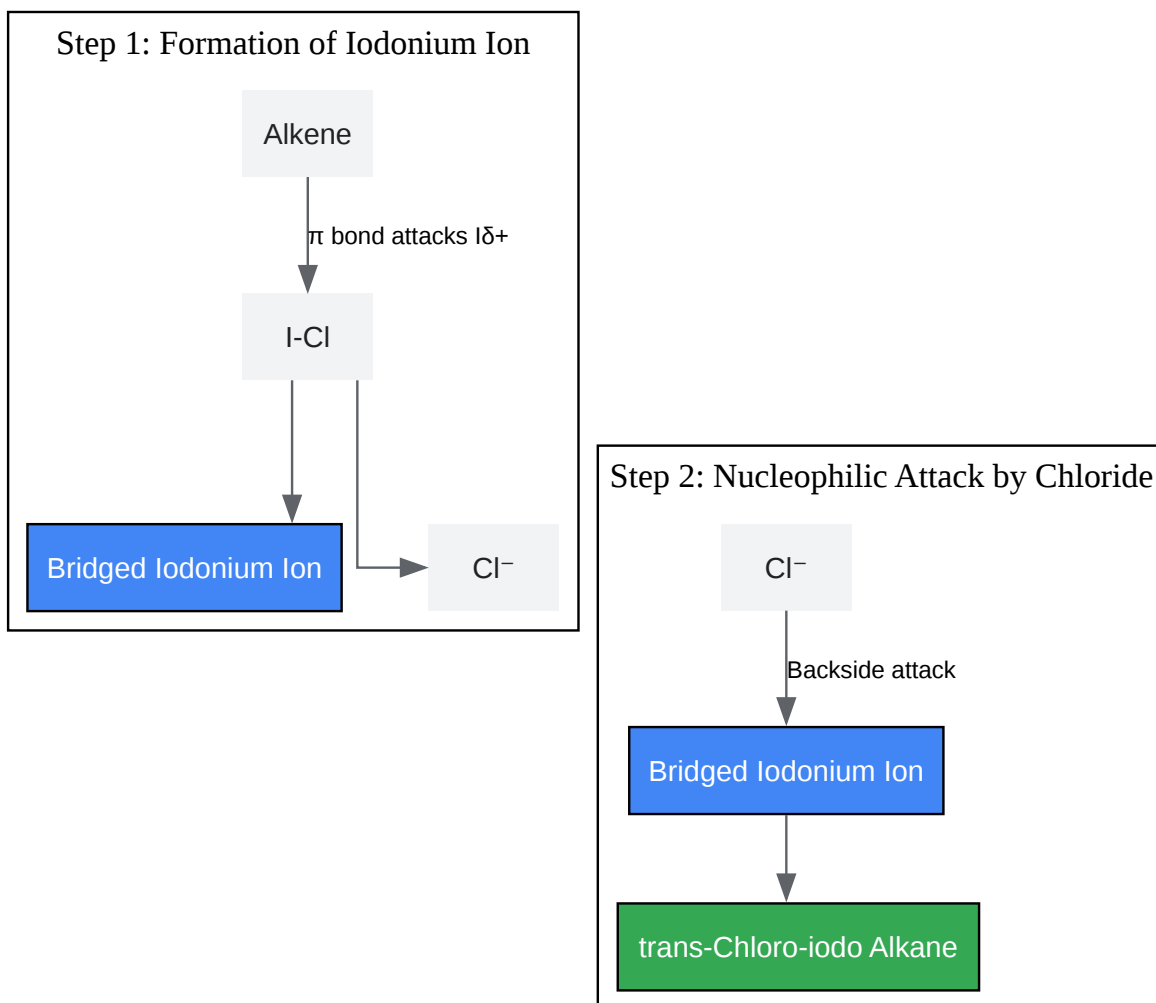 Step 1: Formation of Iodonium Ion
Alkene
π bond attacks Iδ+
I-Cl
Bridged Iodonium Ion
Cl⁻
Step 2: Nucleophilic Attack by Chloride
Cl⁻
Backside attack
Bridged Iodonium Ion
trans-Chloro-iodo Alkane